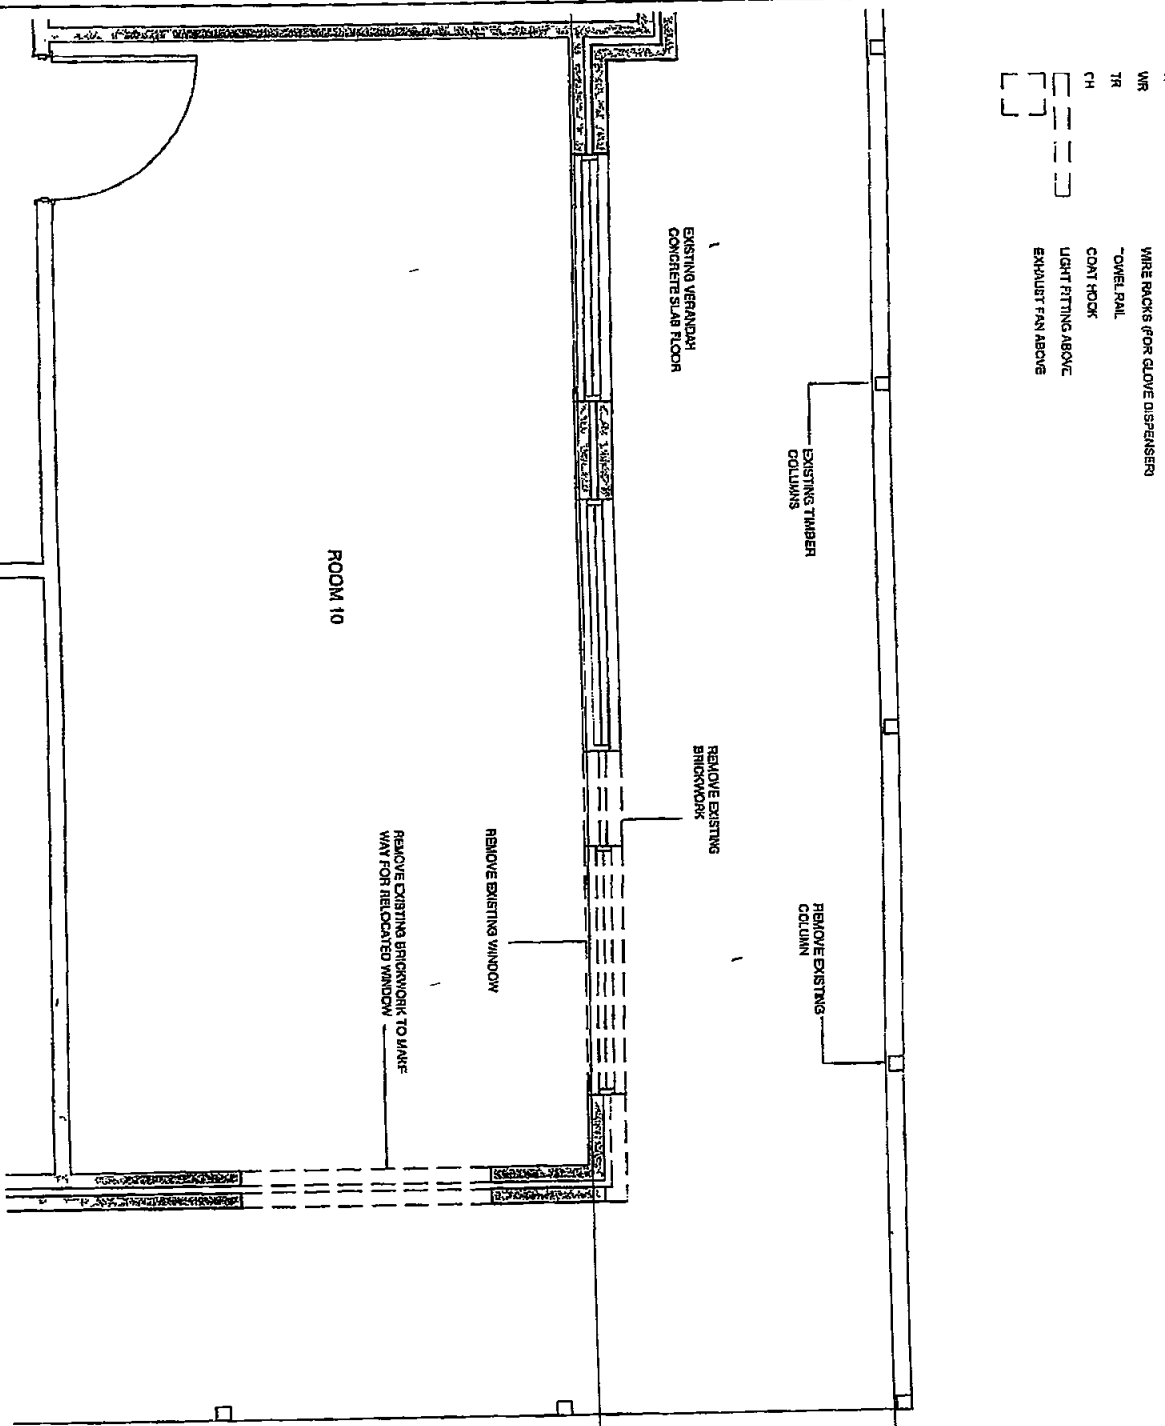 WR
WIRE RACKS (FOR GLOVE DISPENSER)
TR
TOWEL RAIL
CH
COAT HOOK
LIGHT FITTING ABOVE
EXHAUST FAN ABOVE
EXISTING TIMBER
COLUMNS
REMOVE EXISTING
COLUMN
EXISTING VERANDAH
CONCRETE SLAB FLOOR
REMOVE EXISTING
BRICKWORK
REMOVE EXISTING WINDOW
REMOVE EXISTING BRICKWORK TO MAKE
WAY FOR RELOCATED WINDOW
ROOM 10